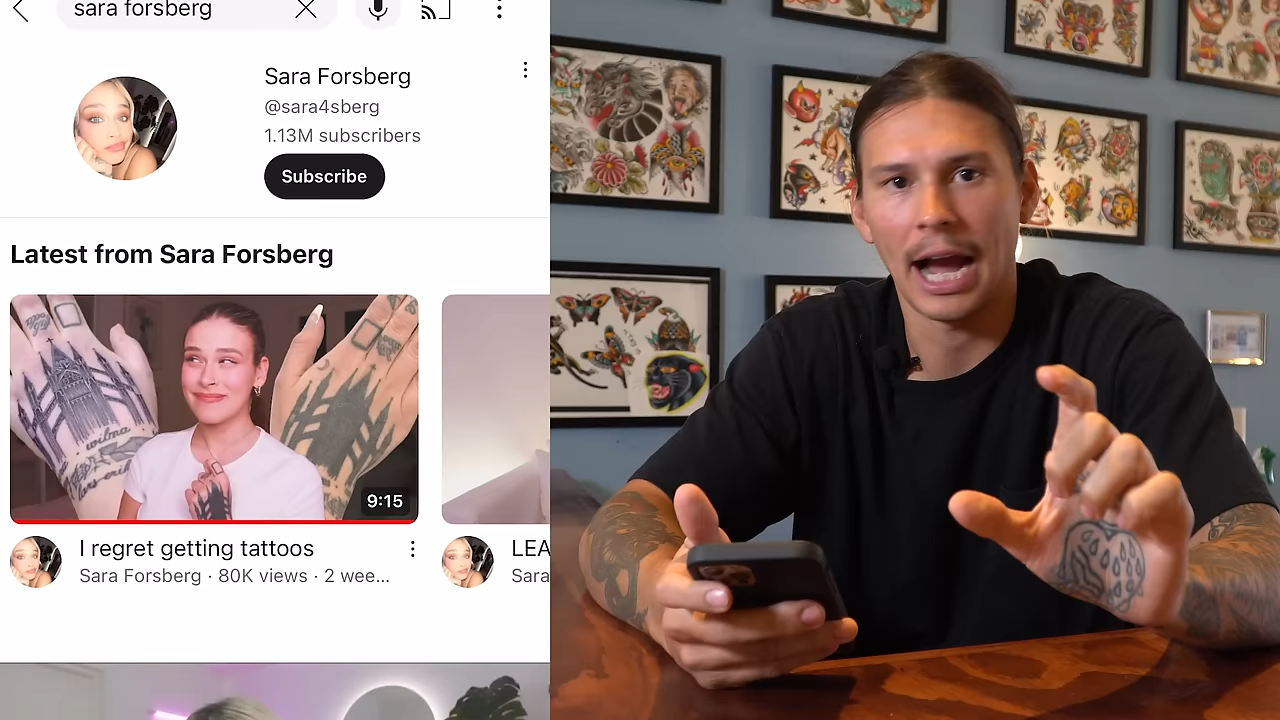 sara forsberg
Sara Forsberg
@sara4sberg
1.13M subscribers
Subscribe
Latest from Sara Forsberg
wilma
9:15
I regret getting tattoos
Sara Forsberg · 80K views · 2 wee...
LEA
Sara